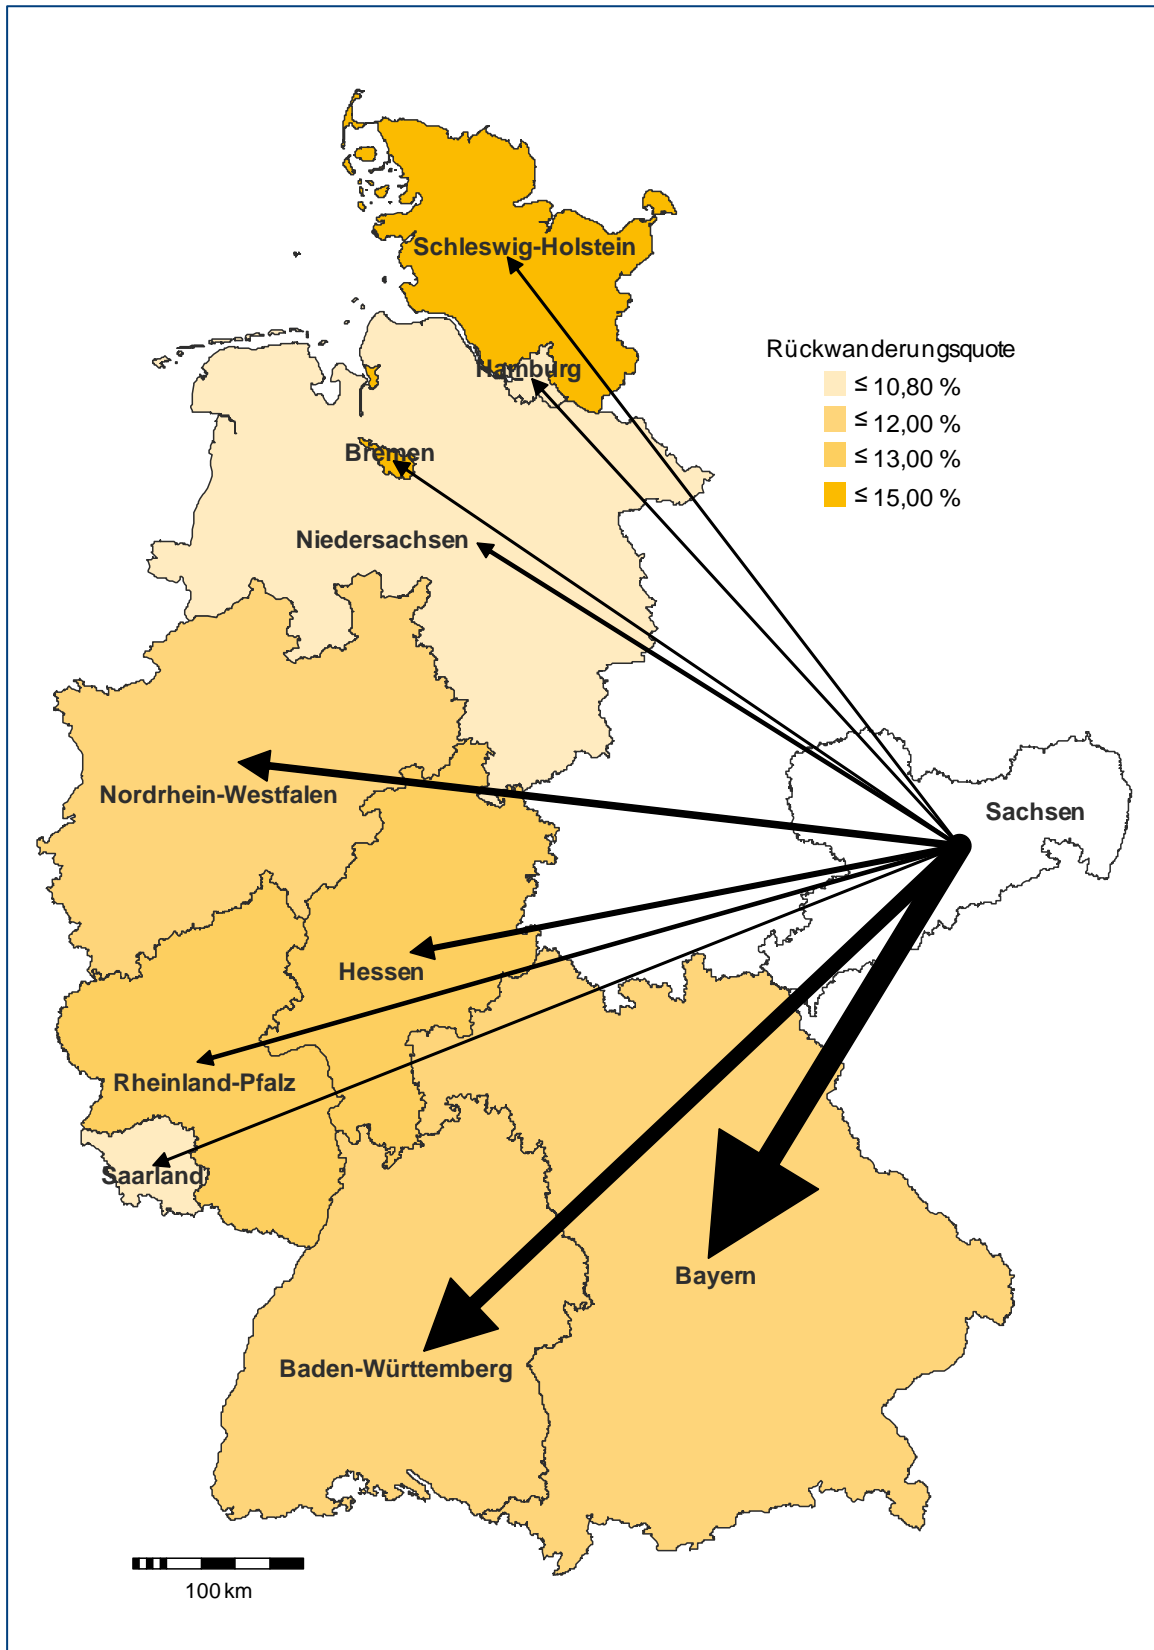 Schleswig-Holstein
Rückwanderungsquote
Hamburg
≤ 10,80 %
≤ 12,00 %
Bremen
≤ 13,00 %
≤ 15,00 %
Niedersachsen
Nordrhein-Westfalen
Sachsen
Hessen
Rheinland-Pfalz
Saarland
Bayern
Baden-Württemberg
100 km